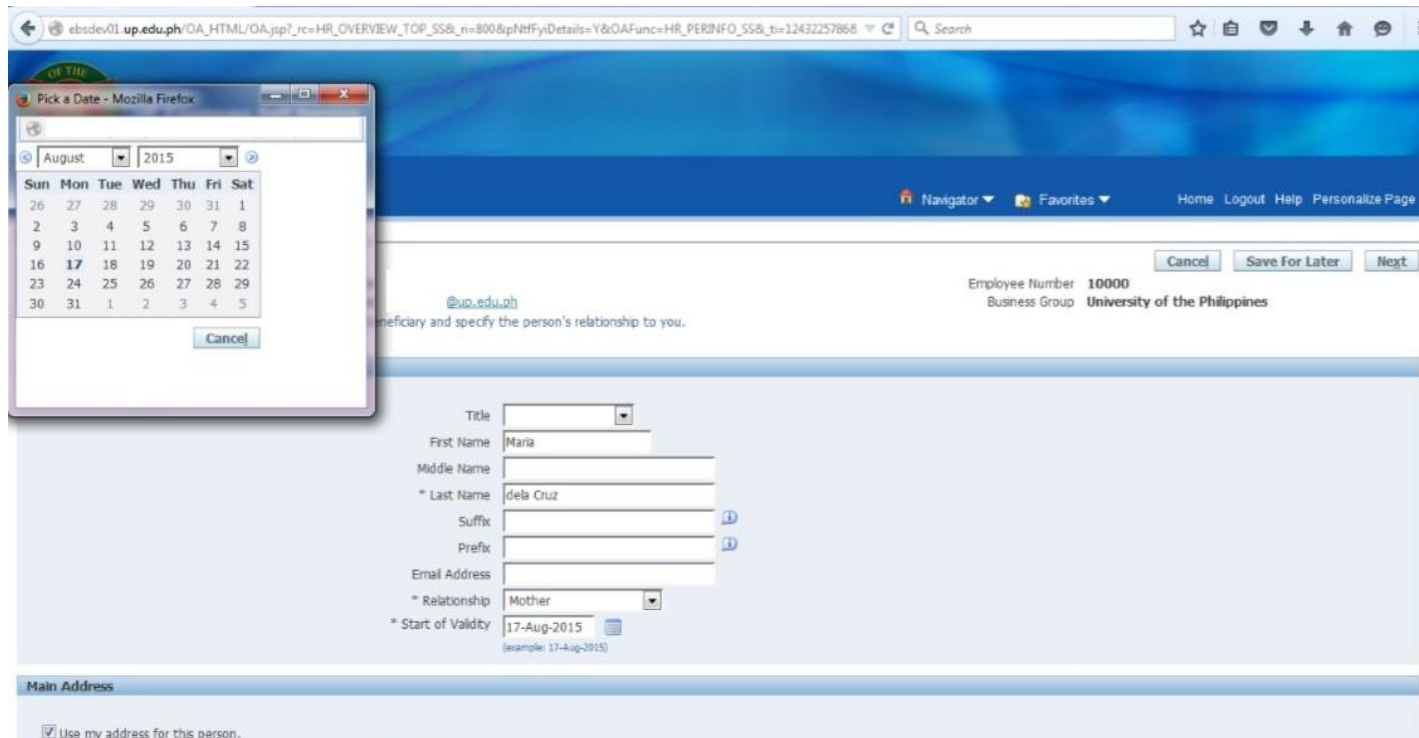 ebsdev01.up.edu.ph/OA_HTML/OA.jsp?_rc=HR_OVERVIEW_TOP_SS&_ri=800&pNtfFyiDetails=Y&OAFunc=HR_PERINFO_SS&_ti=12432257868
Search
OF THE
Pick a Date - Mozilla Firefox
August 2015
Sun Mon Tue Wed Thu Fri Sat
26 27 28 29 30 31 1
2 3 4 5 6 7 8
9 10 11 12 13 14 15
16 17 18 19 20 21 22
23 24 25 26 27 28 29
30 31 1 2 3 4 5
Cancel
Navigator Favorites Home Logout Help Personalize Page
Cancel Save For Later Next
Employee Number 10000
@up.edu.ph Business Group University of the Philippines
neficiary and specify the person's relationship to you.
Title
First Name Maria
Middle Name
* Last Name dela Cruz
Suffix
Prefix
Email Address
* Relationship Mother
* Start of Validity 17-Aug-2015
(example: 17-Aug-2015)
Main Address
Use my address for this person.